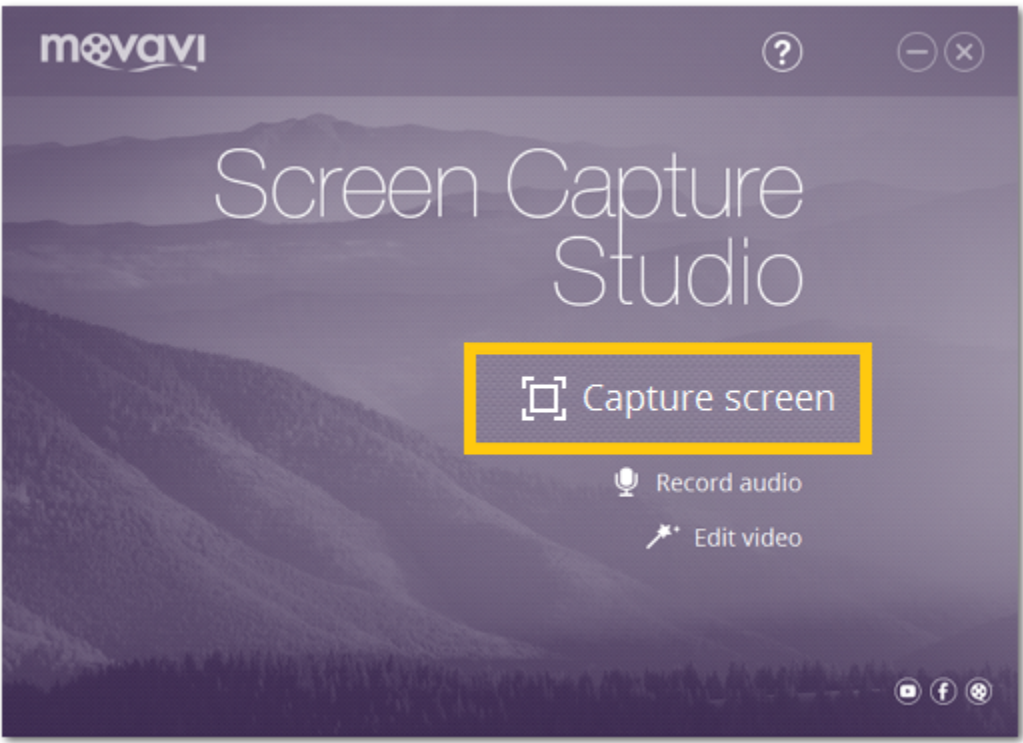 movavi
?
Screen Capture
Studio
Capture screen
Record audio
Edit video